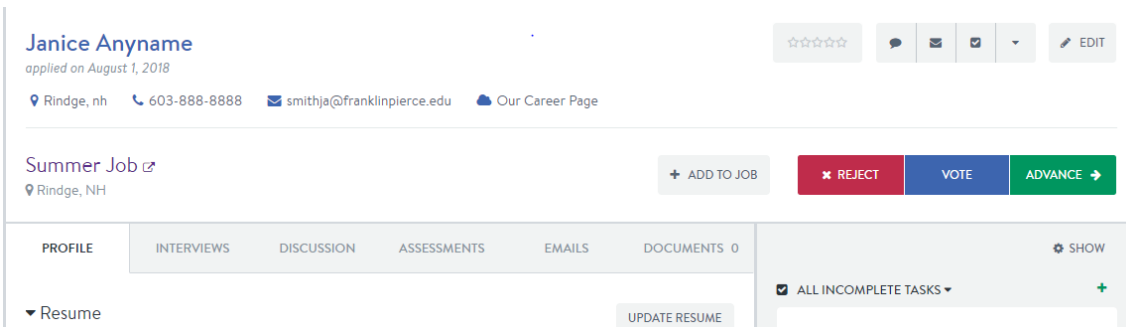 Janice Anyname
EDIT
applied on August 1, 2018
Rindge, nh 603-888-8888 smithja@franklinpierce.edu Our Career Page
Summer Job
Rindge, NH
+ ADD TO JOB
REJECT VOTE ADVANCE
PROFILE INTERVIEWS DISCUSSION ASSESSMENTS EMAILS DOCUMENTS 0
SHOW
ALL INCOMPLETE TASKS +
Resume UPDATE RESUME